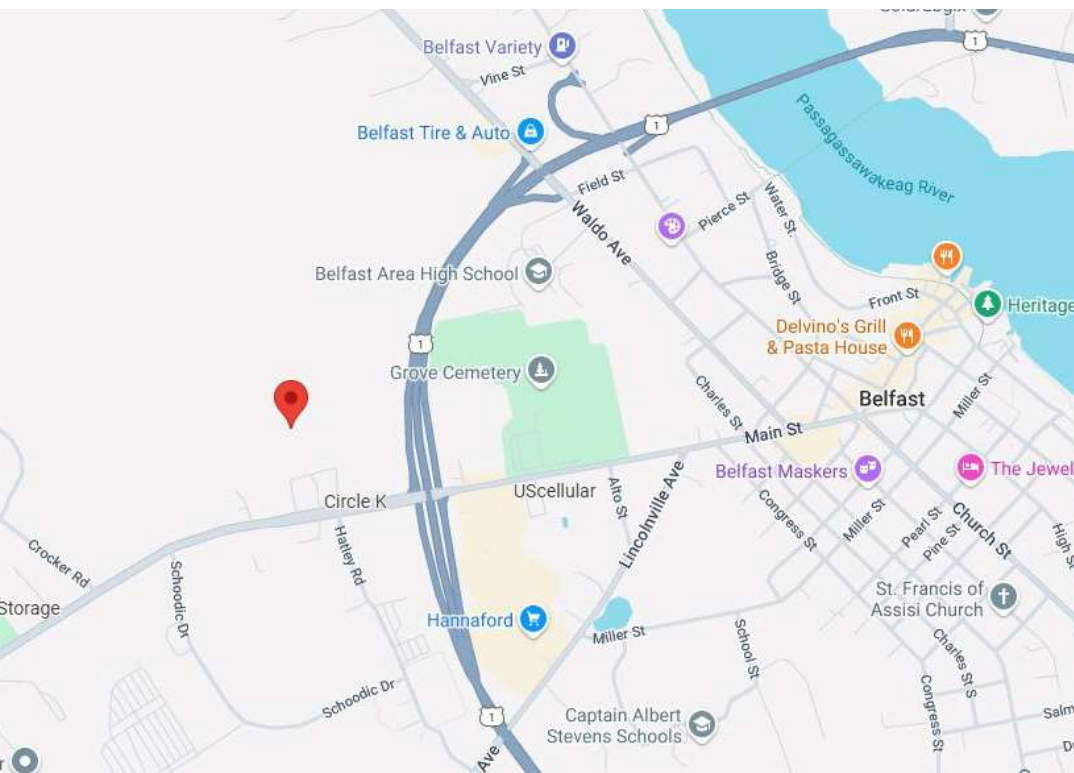 Belfast Variety
1
Vine St
1
Belfast Tire & Auto
Passagassawakeag River
Field St
Waldo Ave
Pierce St
Water St.
Belfast Area High School
Bridge St
Front St
Heritage
Delvino's Grill
& Pasta House
1
Grove Cemetery
Charles St
Miller St
Belfast
Main St
Belfast Maskers
The Jewel
UScellular
Circle K
Alto St
Lincolnville Ave
Congress St
Miller St
Pearl St
Pine St
Church St
High St
Hatley Rd
Crocker Rd
Schoodic Dr
Storage
St. Francis of
Assisi Church
Hannaford
Miller St
School St
Charles St S
Congress St
Schoodic Dr
1
Captain Albert
Stevens Schools
Ave